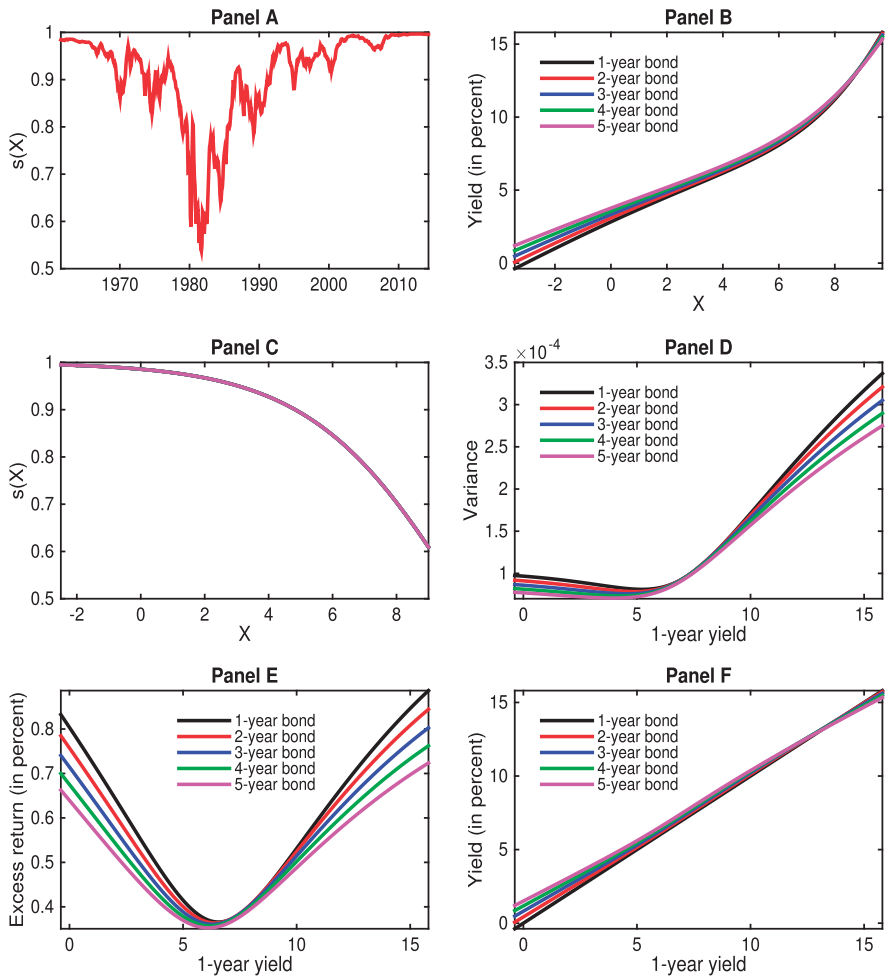 Panel A
s(X)
1
0.9
0.8
0.7
0.6
0.5
1970
1980
1990
2000
2010
Panel B
Yield (in percent)
15
10
5
0
1-year bond
2-year bond
3-year bond
4-year bond
5-year bond
-2
0
2
4
6
8
X
Panel C
s(X)
1
0.9
0.8
0.7
0.6
0.5
-2
0
2
4
6
8
X
Panel D
×10-4
Variance
3.5
3
2.5
2
1.5
1
1-year bond
2-year bond
3-year bond
4-year bond
5-year bond
0
5
10
15
1-year yield
Panel E
Excess return (in percent)
0.8
0.7
0.6
0.5
0.4
1-year bond
2-year bond
3-year bond
4-year bond
5-year bond
0
5
10
15
1-year yield
Panel F
Yield (in percent)
15
10
5
0
1-year bond
2-year bond
3-year bond
4-year bond
5-year bond
0
5
10
15
1-year yield